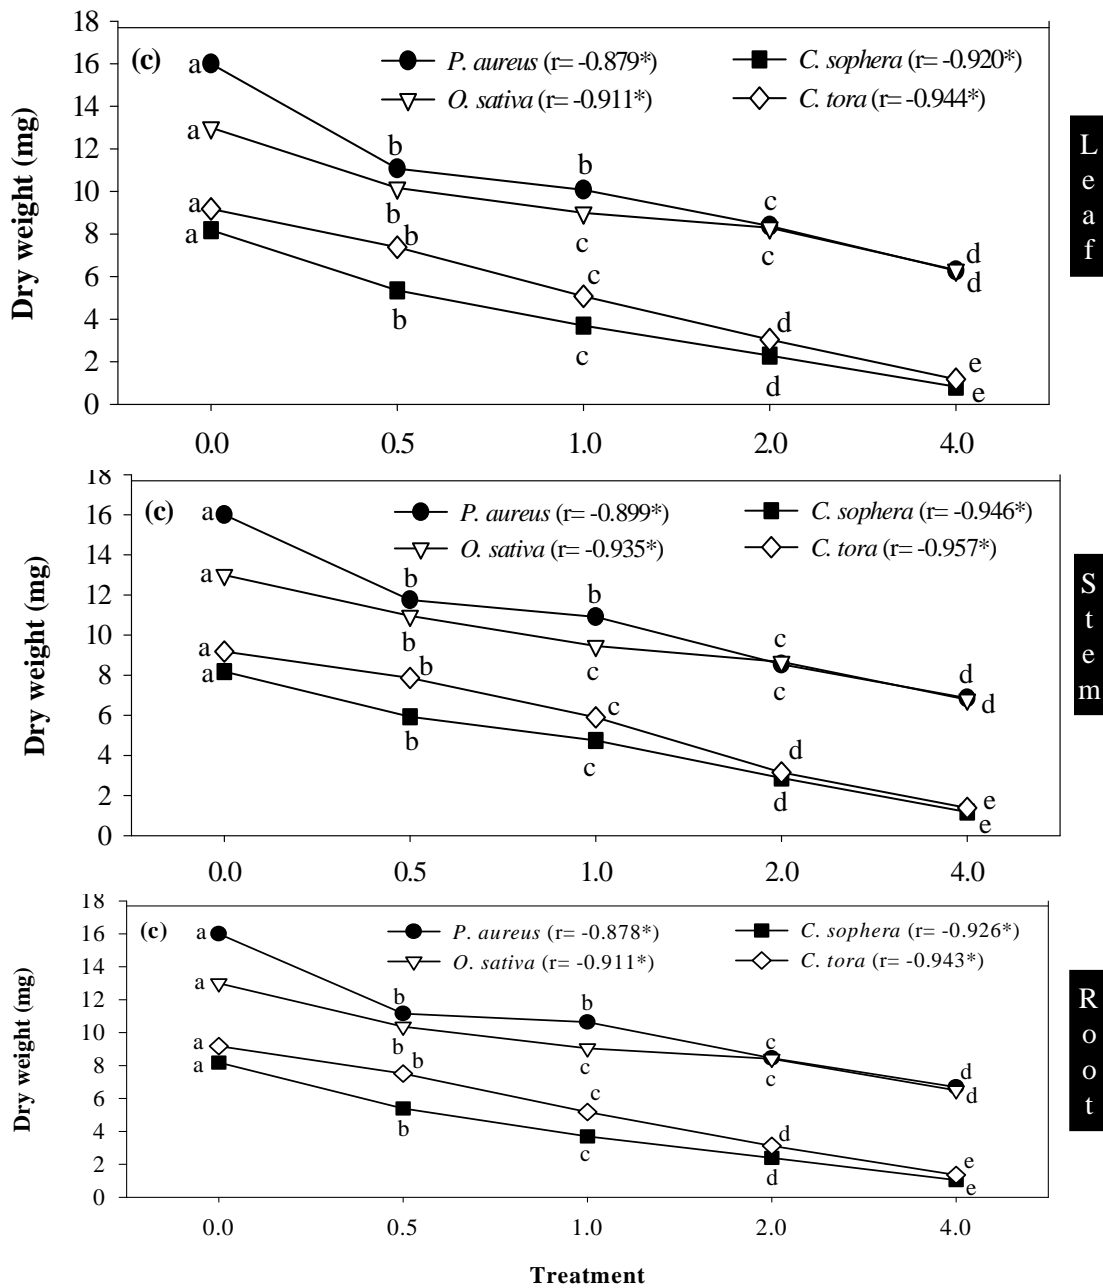 18
(c) P. aureus (r= -0.879*) C. sophera (r= -0.920*)
16 a
O. sativa (r= -0.911*) C. tora (r= -0.944*)
14
a b b
12
10 c
a b c c
8 a b d
d
6 c
b d
4
c e
2 d e
0
0.0 0.5 1.0 2.0 4.0
Dry weight (mg)
Leaf
18
(c) P. aureus (r= -0.899*) C. sophera (r= -0.946*)
16 a
O. sativa (r= -0.935*) C. tora (r= -0.957*)
14
a b b
12
10 c
a b c d
8 a b c d
6 c
b d
4
c e
2 d e
0
0.0 0.5 1.0 2.0 4.0
Dry weight (mg)
Stem
18
(c) P. aureus (r= -0.878*) C. sophera (r= -0.926*)
16 a
O. sativa (r= -0.911*) C. tora (r= -0.943*)
14
a b b
12
10 c
a b b c c d
8 a d
6 c
b d
4
c e
2 d e
0
0.0 0.5 1.0 2.0 4.0
Dry weight (mg)
Root
Treatment